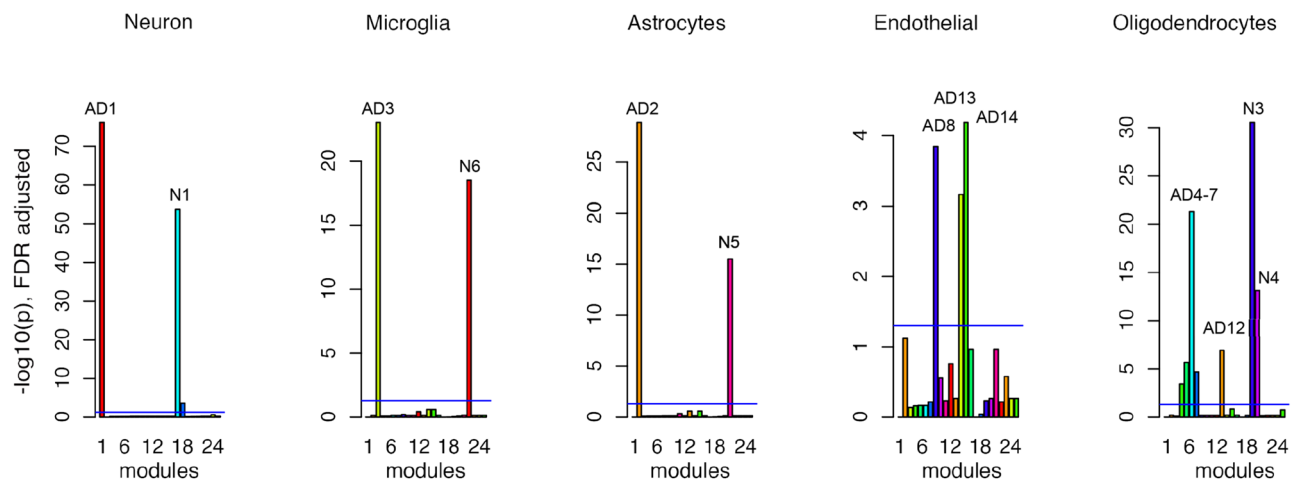 Neuron Microglia Astrocytes Endothelial Oligodendrocytes
-log10(p), FDR adjusted
0 10 20 30 40 50 60 70
AD1
N1
1 6 12 18 24
modules
0 5 10 15 20
AD3
N6
1 6 12 18 24
modules
0 5 10 15 20 25
AD2
N5
1 6 12 18 24
modules
0 1 2 3 4
AD13
AD8
AD14
1 6 12 18 24
modules
0 5 10 15 20 25 30
N3
AD4-7
N4
AD12
1 6 12 18 24
modules